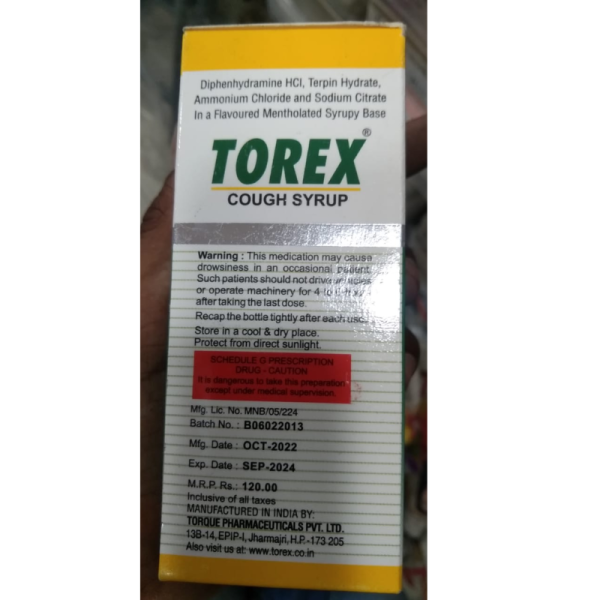 Diphenhydramine HCl, Terpin Hydrate,
Ammonium Chloride and Sodium Citrate
In a Flavoured Mentholated Syrupy Base
TOREX®
COUGH SYRUP
Warning : This medication may cause
drowsiness in an occasional patient.
Such patients should not drive vehicles
or operate machinery for 4 to
after taking the last dose.
Recap the bottle tightly after each use.
Store in a cool & dry place.
Protect from direct sunlight.
SCHEDULE G PRESCRIPTION
DRUG - CAUTION
It is dangerous to take this preparation
except under medical supervision.
Mfg. Lic. No. MNB/05/224
Batch No. : B06022013
Mfg. Date : OCT-2022
Exp. Date : SEP-2024
M.R.P. Rs.: 120.00
Inclusive of all taxes
MANUFACTURED IN INDIA BY:
TORQUE PHARMACEUTICALS PVT. LTD.
13B-14, EPIP-I, Jharmajri, H.P.-173 205
Also visit us at: www.torex.co.in